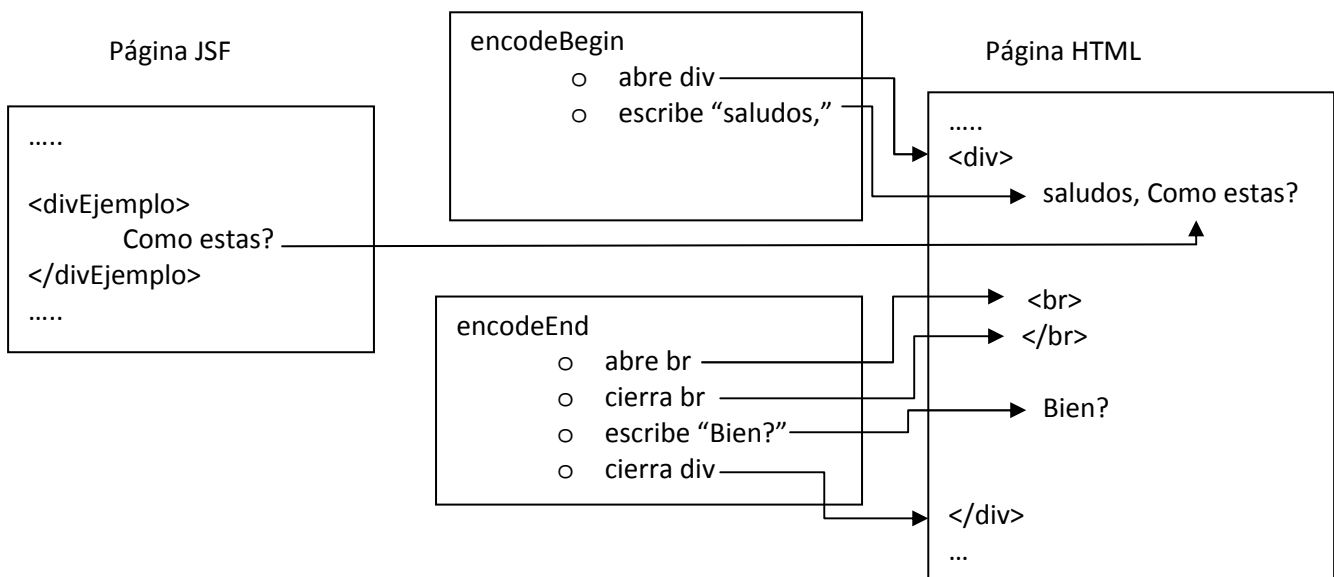 Página JSF
…..
<divEjemplo>
Como estas?
</divEjemplo>
…..
encodeBegin
o abre div
o escribe “saludos,”
encodeEnd
o abre br
o cierra br
o escribe “Bien?”
o cierra div
Página HTML
…..
<div>
saludos, Como estas?
<br>
</br>
Bien?
</div>
…